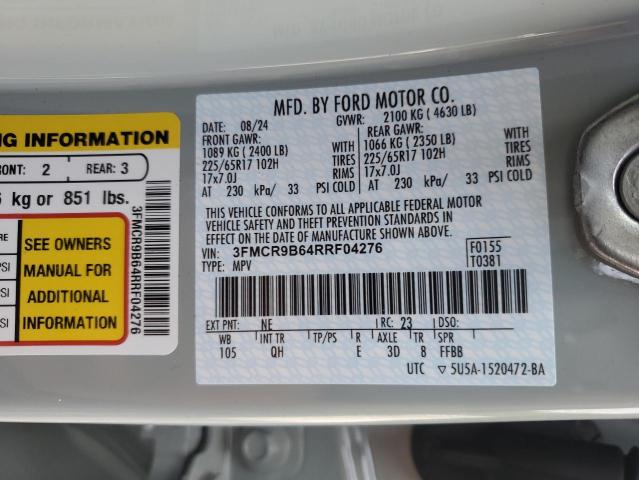 NG INFORMATION
RONT: 2 REAR: 3
kg or 851 lbs.
RE
PSI
PSI
PSI
SEE OWNERS
MANUAL FOR
ADDITIONAL
INFORMATION
3FMCR9B64RRF04276
MFD. BY FORD MOTOR CO.
DATE: 08/24 GVWR: 2100 KG ( 4630 LB)
FRONT GAWR: REAR GAWR:
1089 KG ( 2400 LB) WITH 1066 KG ( 2350 LB) WITH
225/65R17 102H TIRES 225/65R17 102H TIRES
17x7.0J RIMS 17x7.0J RIMS
AT 230 kPa/ 33 PSI COLD AT 230 kPa/ 33 PSI COLD
THIS VEHICLE CONFORMS TO ALL APPLICABLE FEDERAL MOTOR
VEHICLE SAFETY AND THEFT PREVENTION STANDARDS IN
EFFECT ON THE DATE OF MANUFACTURE SHOWN ABOVE.
VIN: 3FMCR9B64RRF04276 F0155
TYPE: MPV T0381
EXT PNT: NE RC: 23 DSO:
WB INT TR TP/PS R AXLE TR SPR
105 QH E 3D 8 FFBB
UTC ▽ 5U5A-1520472-BA